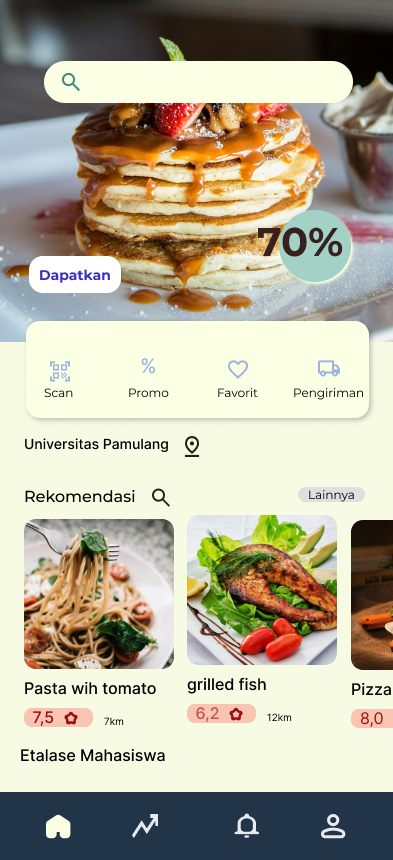 70%
Dapatkan
Scan Promo Favorit Pengiriman
Universitas Pamulang
Rekomendasi Lainnya
Pasta wih tomato grilled fish Pizza
7,5 7km 6,2 12km 8,0
Etalase Mahasiswa